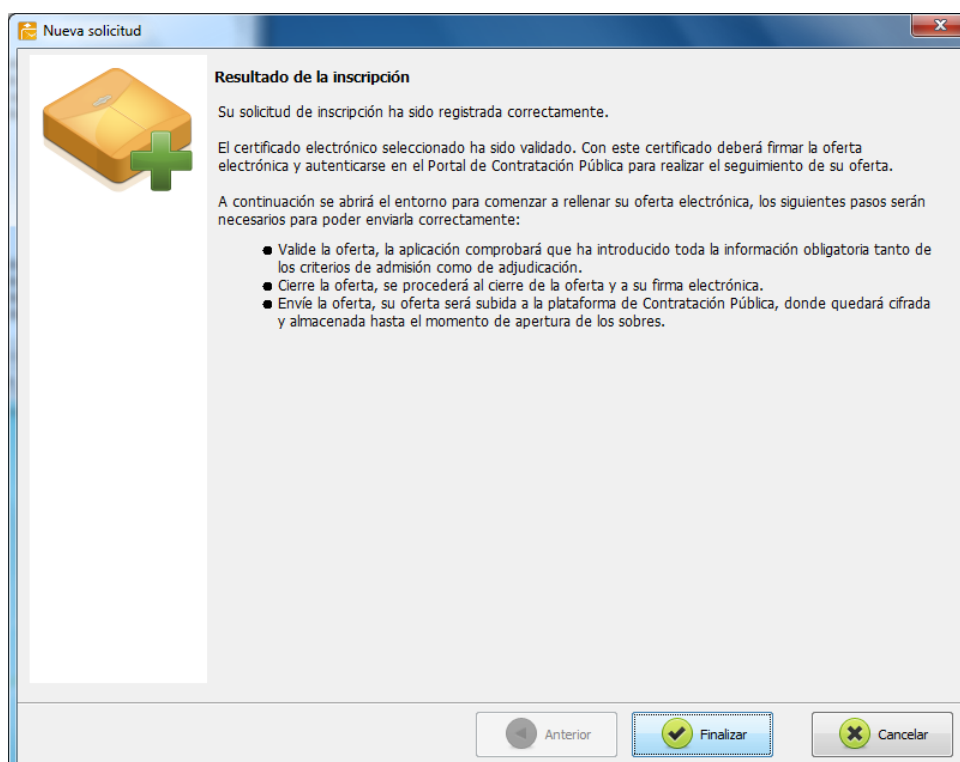 Nueva solicitud
Resultado de la inscripción
Su solicitud de inscripción ha sido registrada correctamente.
El certificado electrónico seleccionado ha sido validado. Con este certificado deberá firmar la oferta
electrónica y autenticarse en el Portal de Contratación Pública para realizar el seguimiento de su oferta.
A continuación se abrirá el entorno para comenzar a rellenar su oferta electrónica, los siguientes pasos serán
necesarios para poder enviarla correctamente:
● Valide la oferta, la aplicación comprobará que ha introducido toda la información obligatoria tanto de
los criterios de admisión como de adjudicación.
● Cierre la oferta, se procederá al cierre de la oferta y a su firma electrónica.
● Envíe la oferta, su oferta será subida a la plataforma de Contratación Pública, donde quedará cifrada
y almacenada hasta el momento de apertura de los sobres.
Anterior Finalizar Cancelar